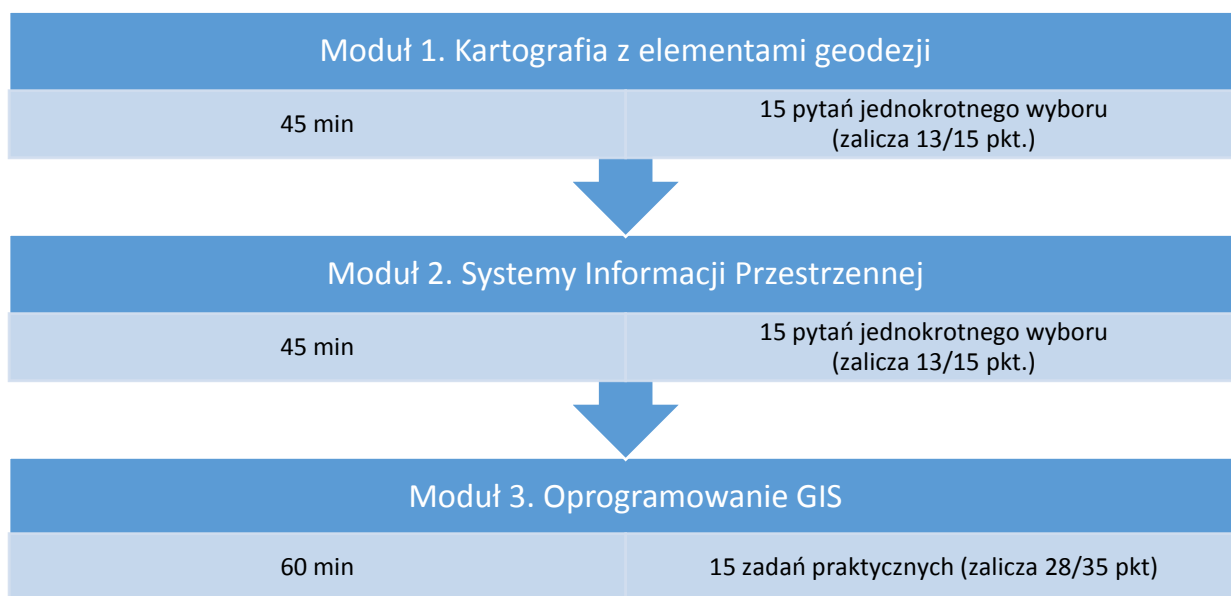 Moduł 1. Kartografia z elementami geodezji
45 min
15 pytań jednokrotnego wyboru
(zalicza 13/15 pkt.)
Moduł 2. Systemy Informacji Przestrzennej
45 min
15 pytań jednokrotnego wyboru
(zalicza 13/15 pkt.)
Moduł 3. Oprogramowanie GIS
60 min
15 zadań praktycznych (zalicza 28/35 pkt)